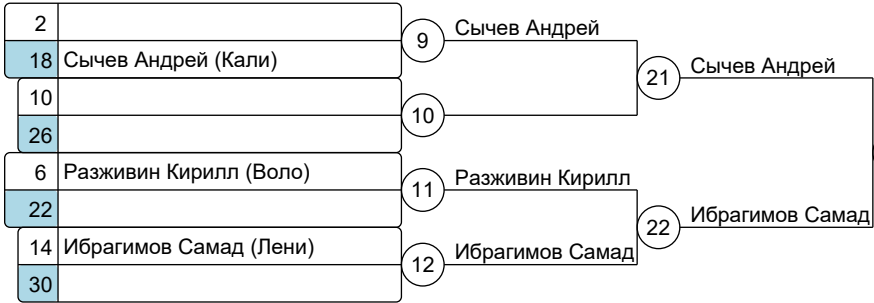 2
18 Сычев Андрей (Кали)
10
26
6 Разживин Кирилл (Воло)
22
14 Ибрагимов Самад (Лени)
30
9
Сычев Андрей
10
11
Разживин Кирилл
12
Ибрагимов Самад
21
Сычев Андрей
22
Ибрагимов Самад